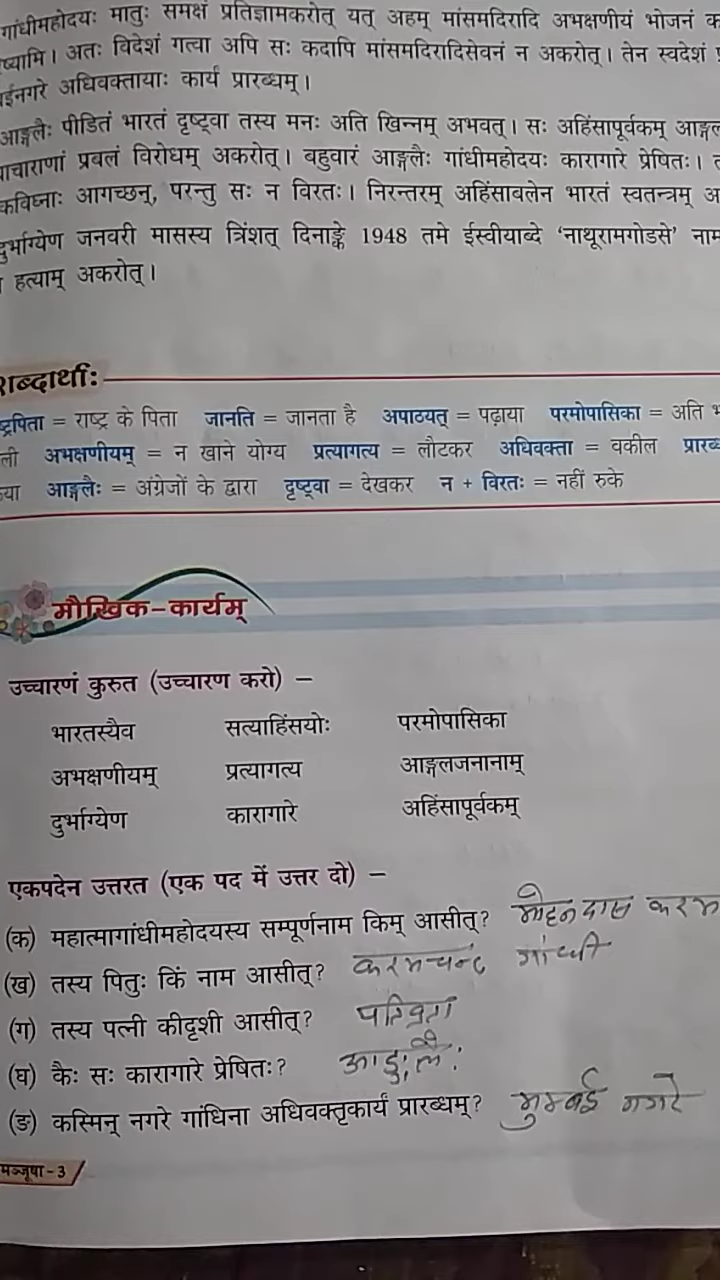 गांधीमहोदयः मातुः समक्षं प्रतिज्ञामकरोत् यत् अहम् मांसमदिरादि अभक्षणीयं भोजनं
ष्यामि। अतः विदेशं गत्वा अपि सः कदापि मांसमदिरादिसेवनं न अकरोत्। तेन स्वदेशं
बईनगरे अधिवक्तायाः कार्यं प्रारब्धम्।
आङ्गलैः पीडितं भारतं दृष्ट्वा तस्य मनः अति खिन्नम् अभवत्। सः अहिंसापूर्वकम् आङ्गल
याचाराणां प्रबलं विरोधम् अकरोत्। बहुवारं आङ्गलैः गांधीमहोदयः कारागारे प्रेषितः।
कविघ्नाः आगच्छन्, परन्तु सः न विरतः। निरन्तरम् अहिंसाबलेन भारतं स्वतन्त्रम् अ
दुर्भाग्येण जनवरी मासस्य त्रिंशत् दिनाङ्के 1948 तमे ईस्वीयाब्दे ‘नाथूरामगोडसे’ नाम
हत्याम् अकरोत्।
शब्दार्थाः
ष्ट्रपिता = राष्ट्र के पिता जानति = जानता है अपाठयत् = पढ़ाया परमोपासिका = अति
ली अभक्षणीयम् = न खाने योग्य प्रत्यागत्य = लौटकर अधिवक्ता = वकील प्रारब्
या आङ्गलैः = अंग्रेजों के द्वारा दृष्ट्वा = देखकर न + विरतः = नहीं रुके
मौखिक-कार्यम्
उच्चारणं कुरुत (उच्चारण करो) –
भारतस्यैव सत्याहिंसयोः परमोपासिका
अभक्षणीयम् प्रत्यागत्य आङ्गलजनानाम्
दुर्भाग्येण कारागारे अहिंसापूर्वकम्
एकपदेन उत्तरत (एक पद में उत्तर दो) –
(क) महात्मागांधीमहोदयस्य सम्पूर्णनाम किम् आसीत्? मोहनदास करम
(ख) तस्य पितुः किं नाम आसीत्? करमचन्द गांधी
(ग) तस्य पत्नी कीदृशी आसीत्? पतिव्रता
(घ) कैः सः कारागारे प्रेषितः? आङ्गलैः
(ङ) कस्मिन् नगरे गांधिना अधिवक्तृकार्यं प्रारब्धम्? मुम्बई नगरे
मञ्जूषा-3